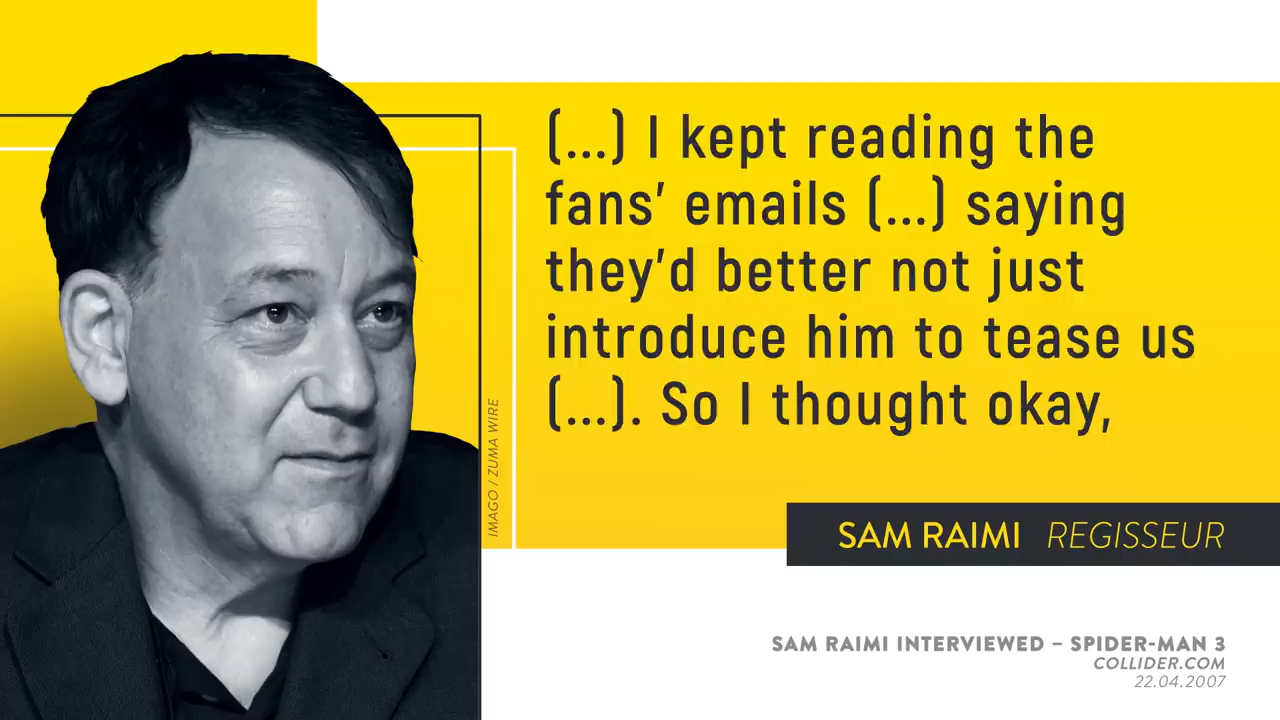 (...) I kept reading the
fans' emails (...) saying
they'd better not just
introduce him to tease us
(...). So I thought okay,
IMAGO / ZUMA WIRE
SAM RAIMI REGISSEUR
SAM RAIMI INTERVIEWED – SPIDER-MAN 3
COLLIDER.COM
22.04.2007